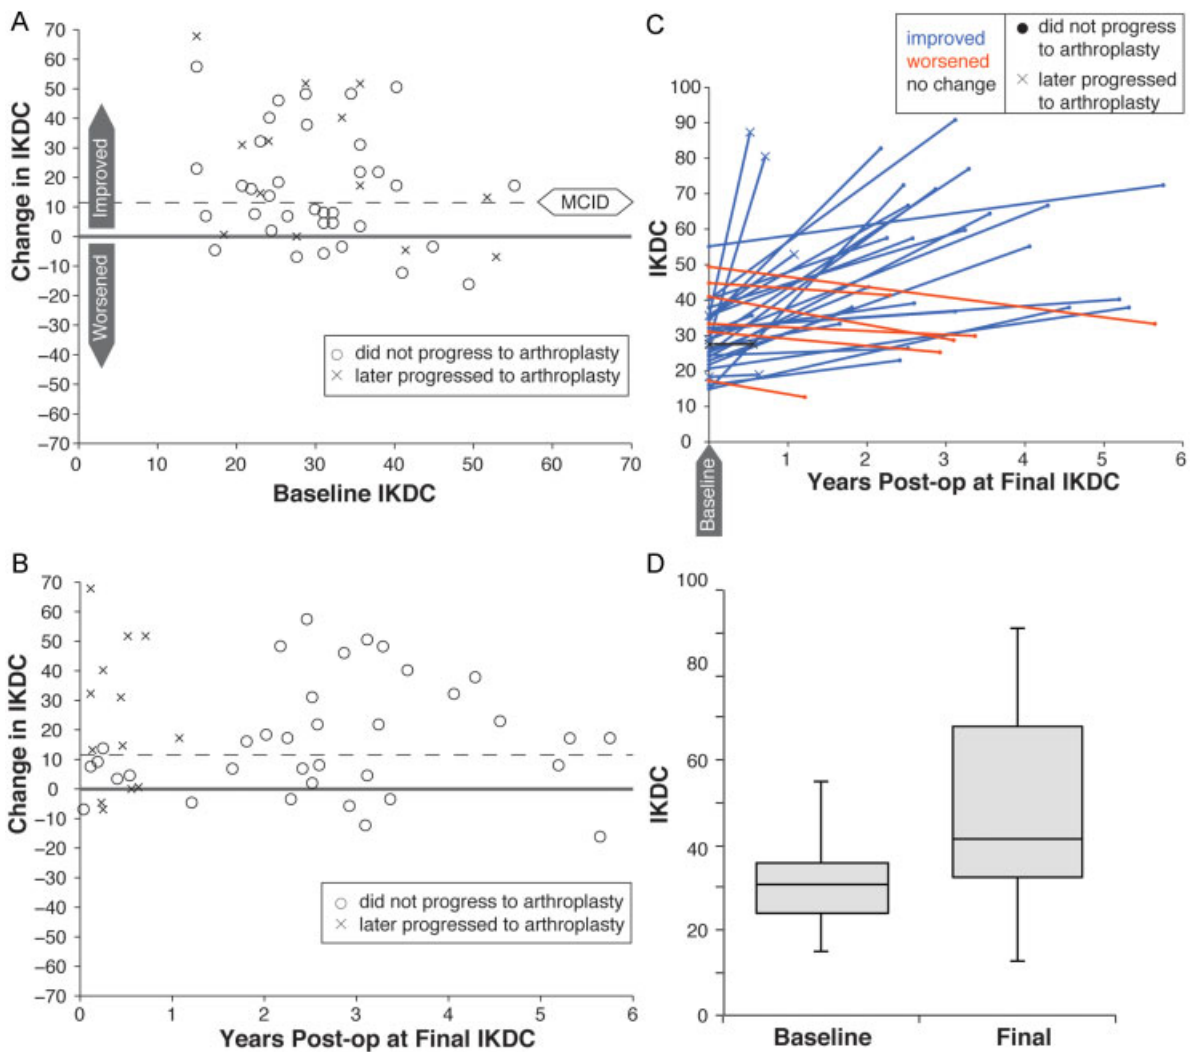 A
70
60
50
40
30
20
10
0
−10
−20
−30
−40
−50
−60
−70
Change in IKDC
Improved
Worsened
MCID
did not progress to arthroplasty
later progressed to arthroplasty
0 10 20 30 40 50 60 70
Baseline IKDC
C
improved
worsened
no change
did not progress
to arthroplasty
later progressed
to arthroplasty
100
90
80
70
60
50
40
30
20
10
0
IKDC
1 2 3 4 5 6
Years Post-op at Final IKDC
Baseline
B
70
60
50
40
30
20
10
0
−10
−20
−30
−40
−50
−60
−70
Change in IKDC
did not progress to arthroplasty
later progressed to arthroplasty
0 1 2 3 4 5 6
Years Post-op at Final IKDC
D
100
80
60
40
20
0
IKDC
Baseline Final